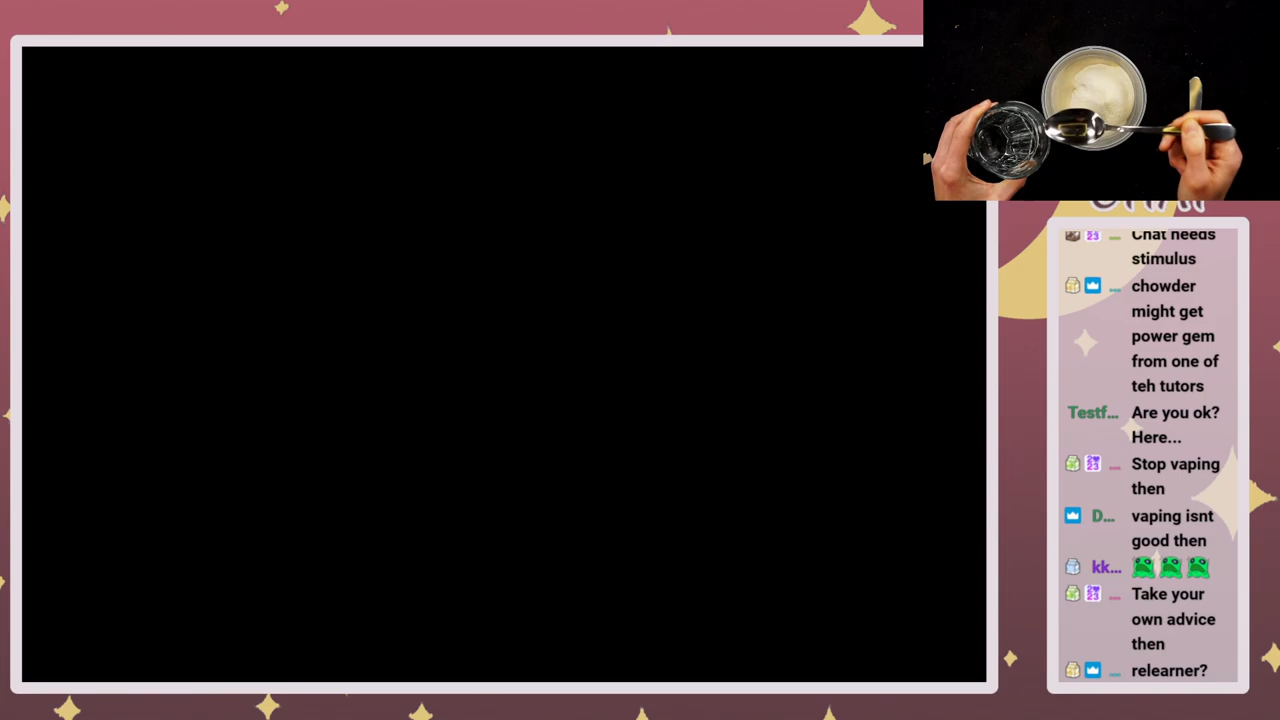 Chat needs
stimulus
chowder
might get
power gem
from one of
teh tutors
Testf... Are you ok?
Here...
Stop vaping
then
D... vaping isnt
good then
kk...
Take your
own advice
then
relearner?